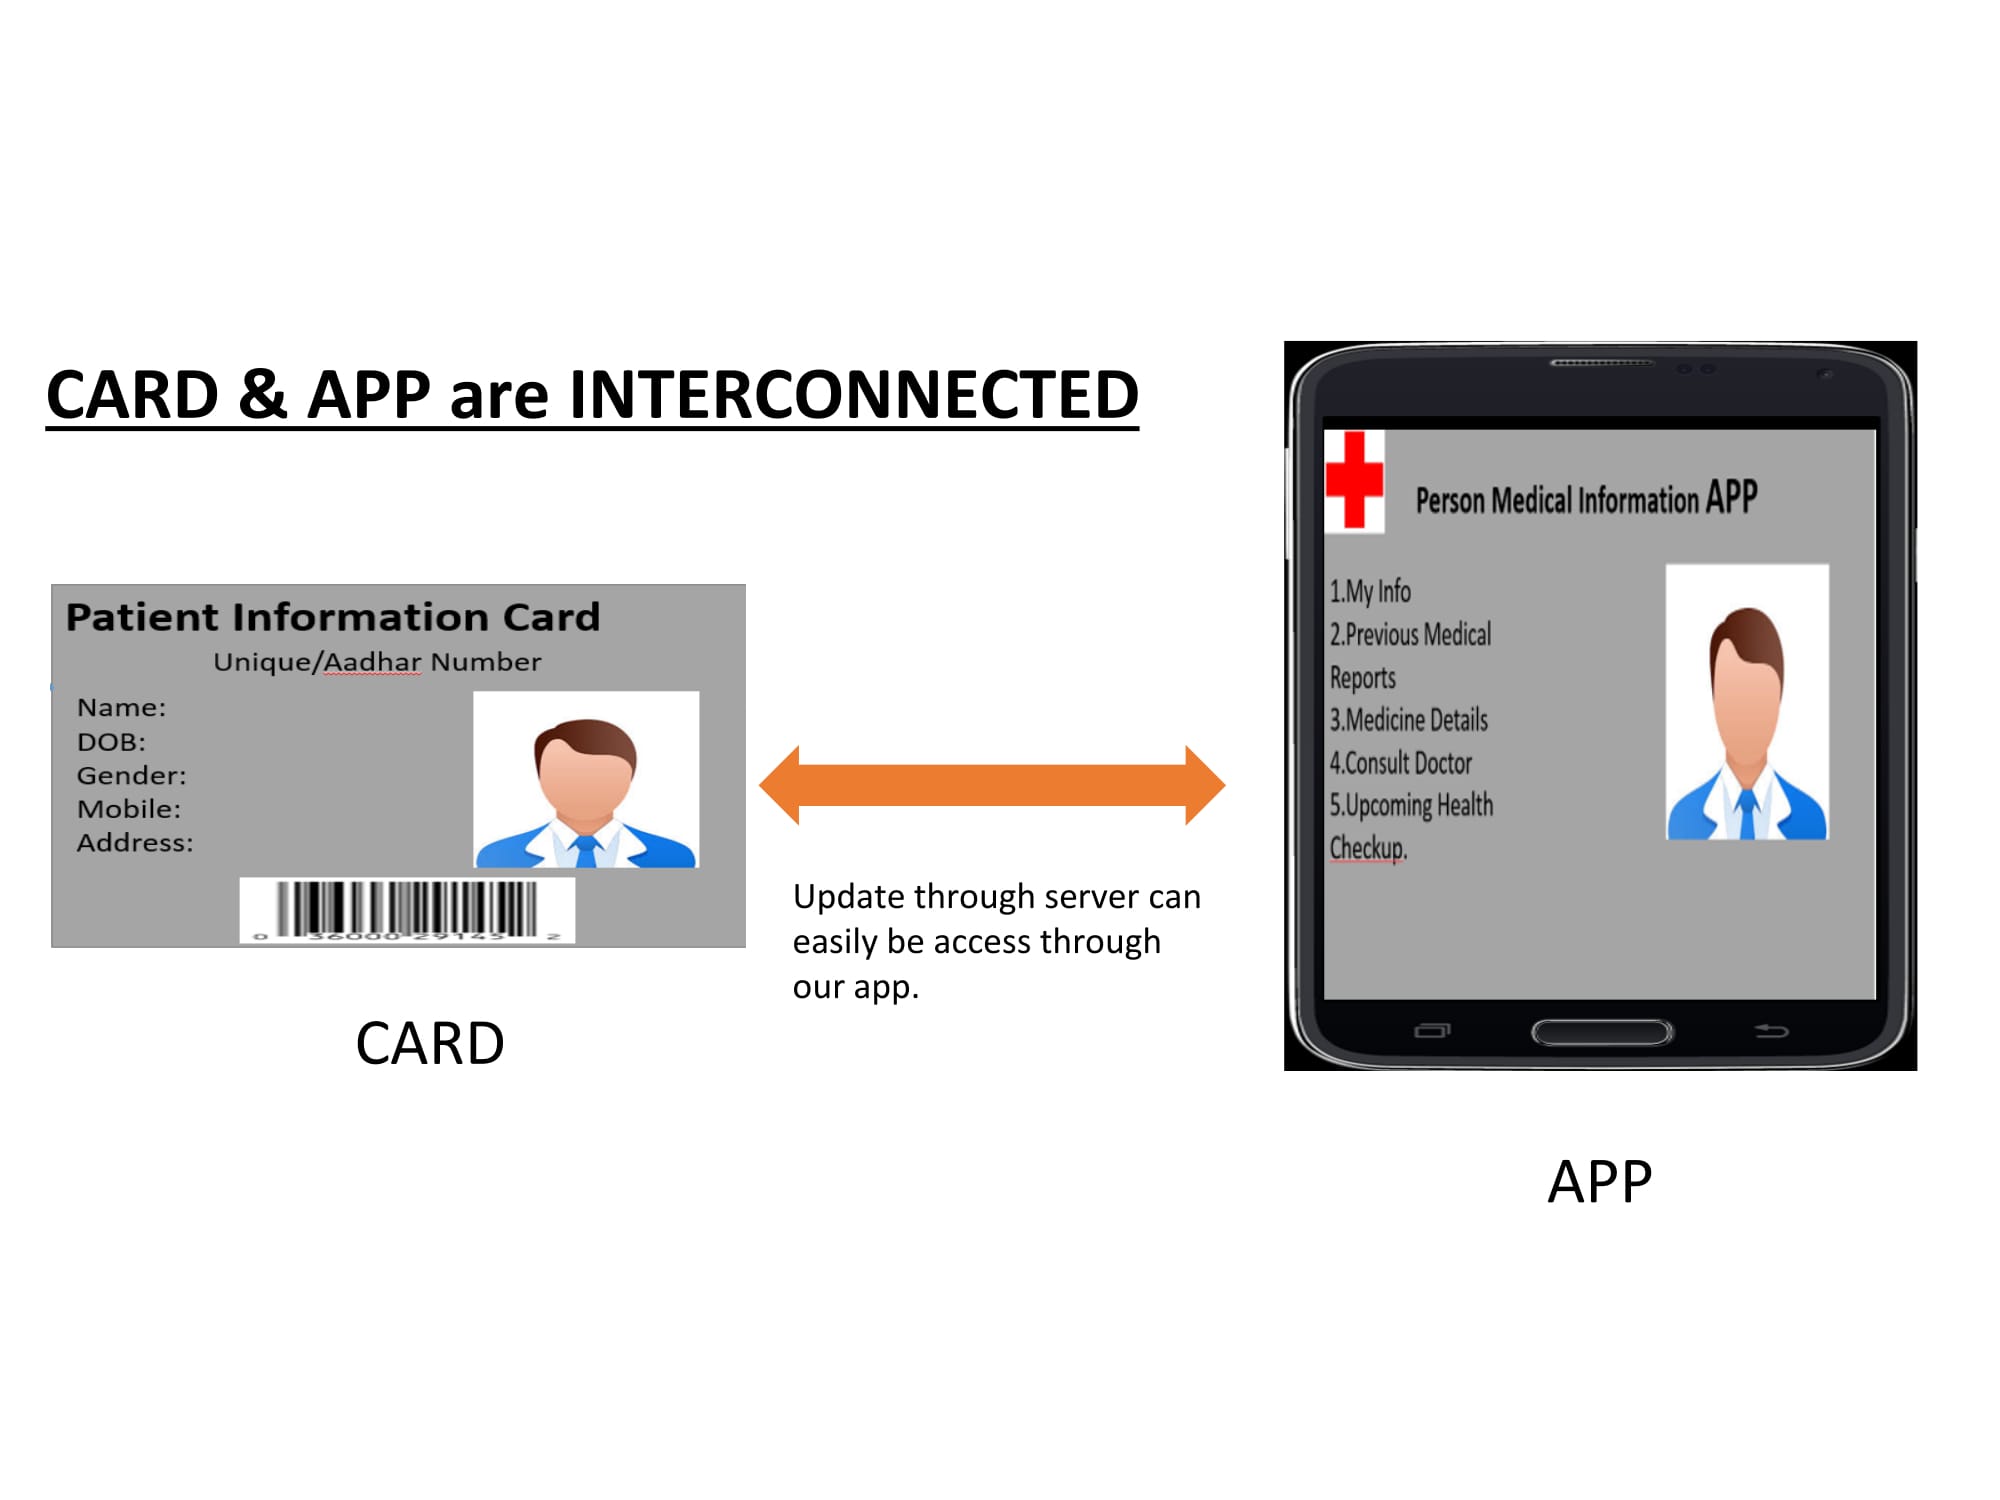 CARD & APP are INTERCONNECTED
Patient Information Card
Unique/Aadhar Number
Name:
DOB:
Gender:
Mobile:
Address:
0 36000 29145 2
CARD
Update through server can
easily be access through
our app.
Person Medical Information APP
1.My Info
2.Previous Medical
Reports
3.Medicine Details
4.Consult Doctor
5.Upcoming Health
Checkup.
APP